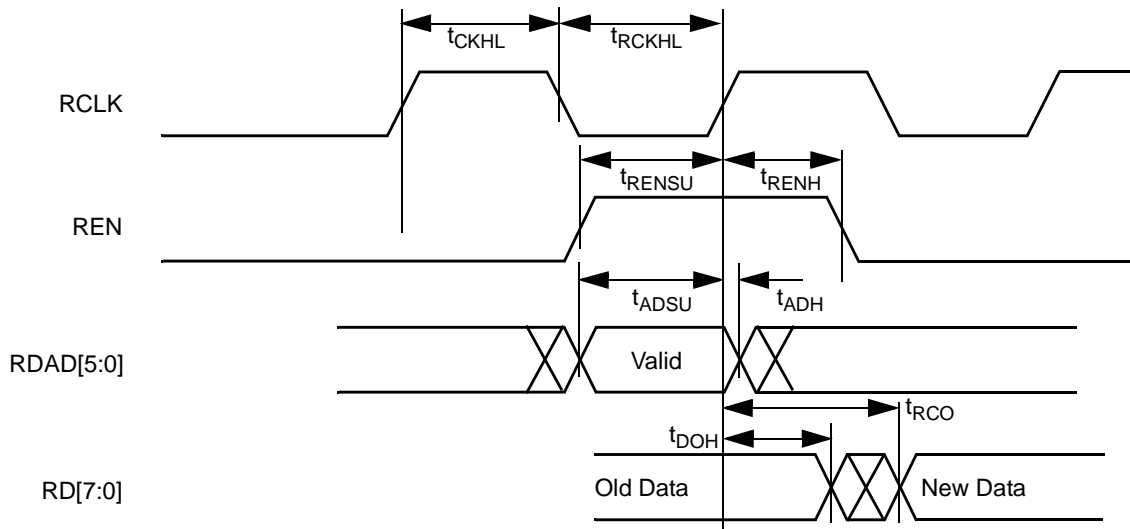 tCKHL tRCKHL
RCLK
tRENSU tRENH
REN
tADSU tADH
RDAD[5:0] Valid
tRCO
tDOH
RD[7:0] Old Data New Data